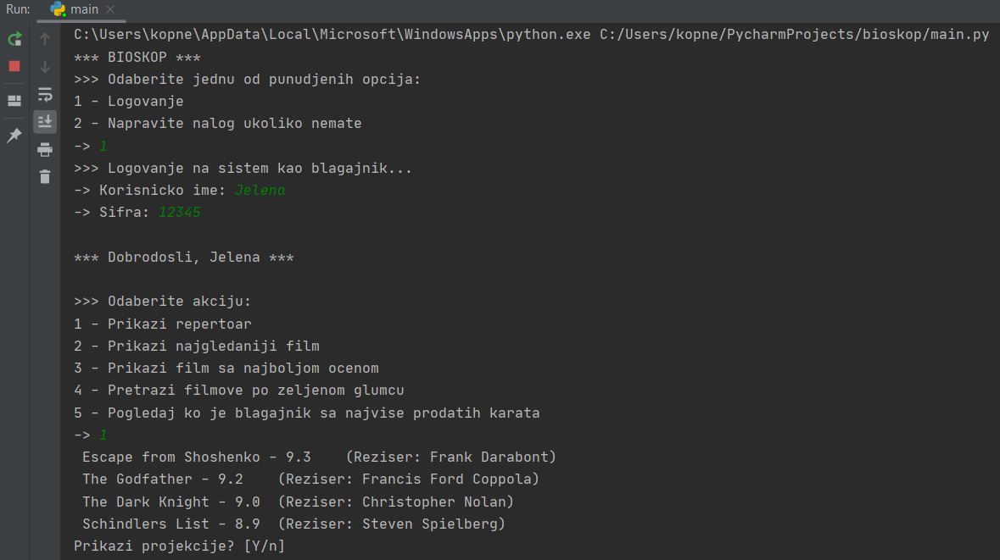 Run: main
C:\Users\kopne\AppData\Local\Microsoft\WindowsApps\python.exe C:/Users/kopne/PycharmProjects/bioskop/main.py
*** BIOSKOP ***
>>> Odaberite jednu od punudjenih opcija:
1 - Logovanje
2 - Napravite nalog ukoliko nemate
-> 1
>>> Logovanje na sistem kao blagajnik...
-> Korisnicko ime: Jelena
-> Sifra: 12345
*** Dobrodosli, Jelena ***
>>> Odaberite akciju:
1 - Prikazi repertoar
2 - Prikazi najgledaniji film
3 - Prikazi film sa najboljom ocenom
4 - Pretrazi filmove po zeljenom glumcu
5 - Pogledaj ko je blagajnik sa najvise prodatih karata
-> 1
Escape from Shoshenko - 9.3    (Reziser: Frank Darabont)
The Godfather - 9.2    (Reziser: Francis Ford Coppola)
The Dark Knight - 9.0  (Reziser: Christopher Nolan)
Schindlers List - 8.9  (Reziser: Steven Spielberg)
Prikazi projekcije? [Y/n]